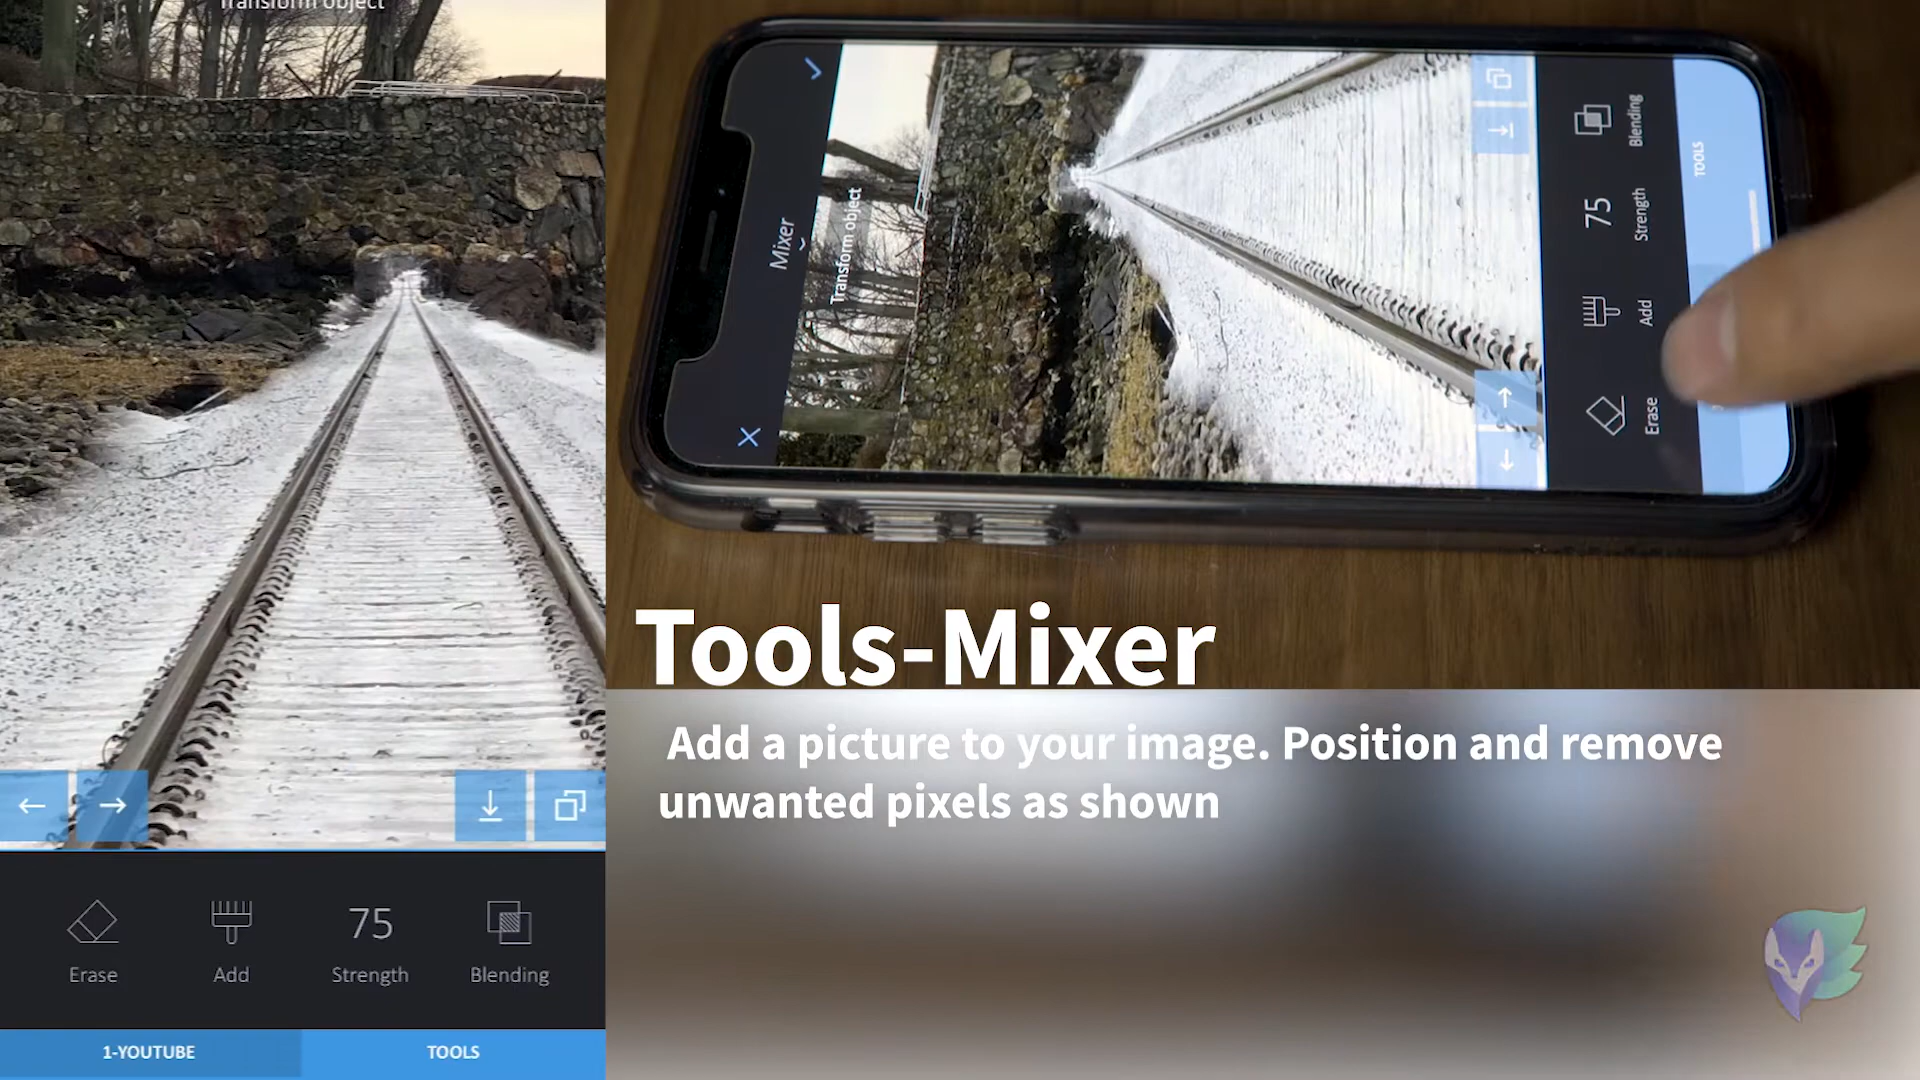 Transform object
Erase
Add
75
Strength
Blending
1-YOUTUBE
TOOLS
Mixer
Transform object
Blending
75
Strength
Add
Erase
TOOLS
Tools-Mixer
Add a picture to your image. Position and remove
unwanted pixels as shown